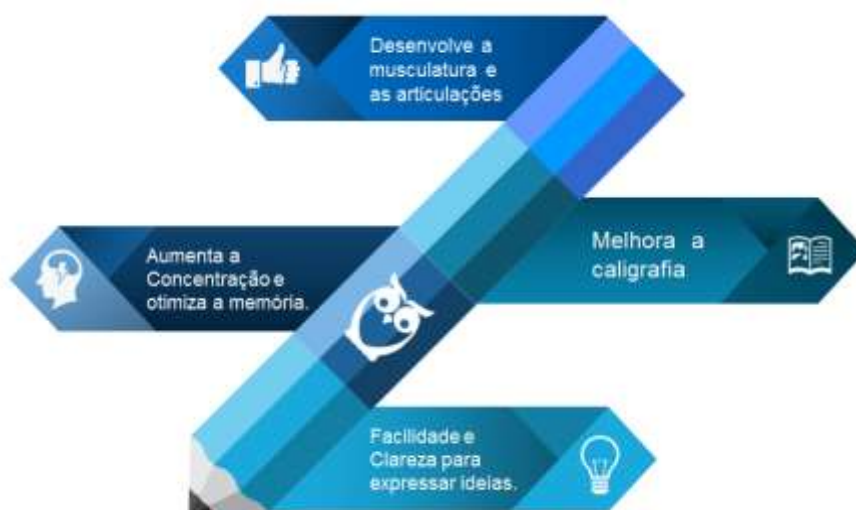 Desenvolve a
musculatura e
as articulações
Aumenta a
Concentração e
otimiza a memória.
Melhora a
caligrafia
Facilidade e
Clareza para
expressar ideias.